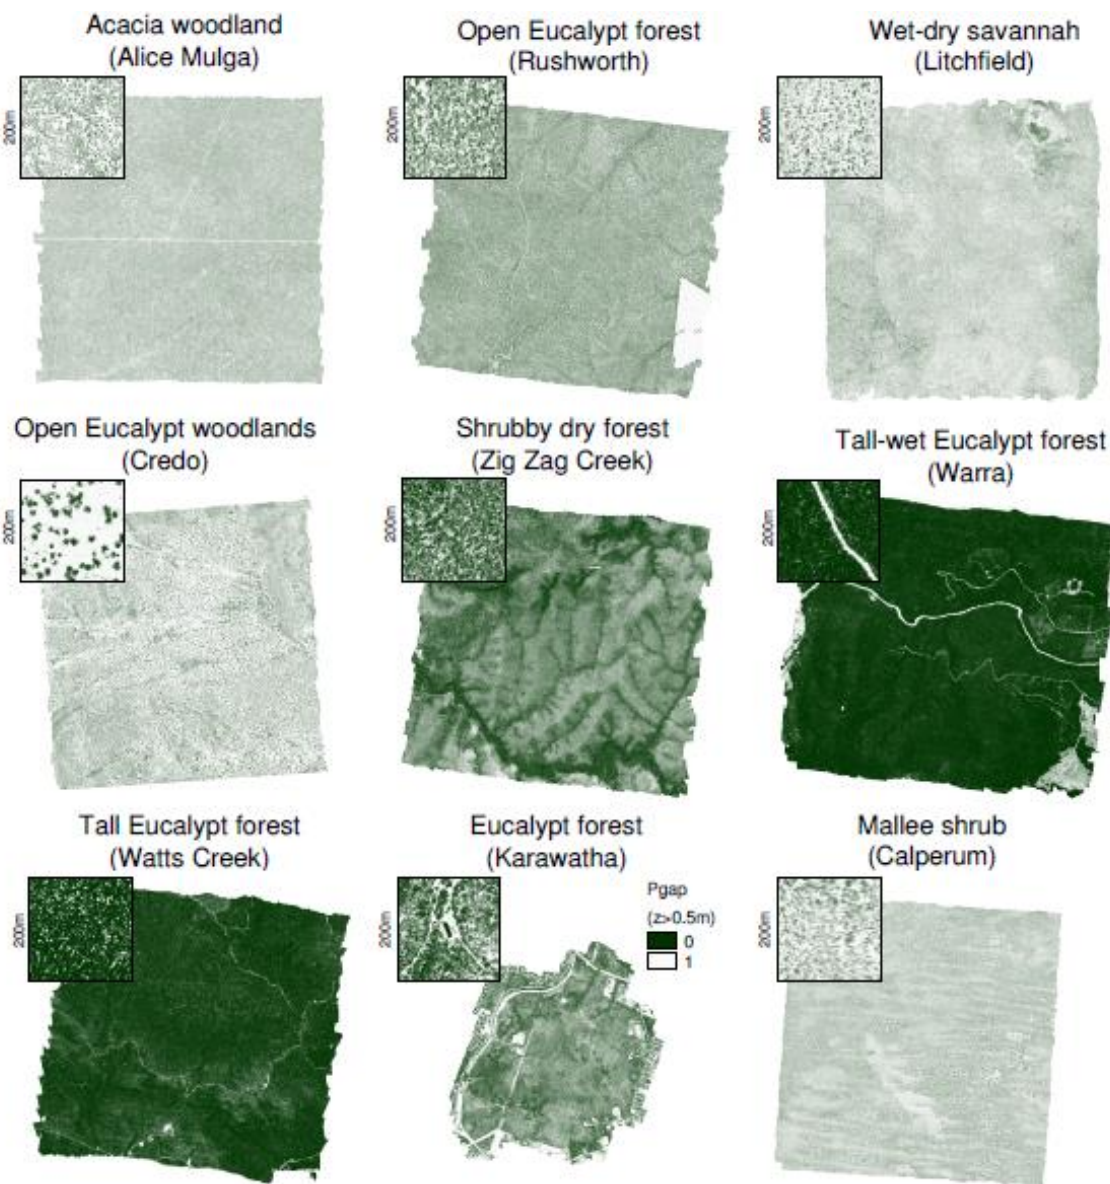 Acacia woodland
(Alice Mulga)
200m
Open Eucalypt forest
(Rushworth)
200m
Wet-dry savannah
(Litchfield)
200m
Open Eucalypt woodlands
(Credo)
200m
Shrubby dry forest
(Zig Zag Creek)
200m
Tall-wet Eucalypt forest
(Warra)
200m
Tall Eucalypt forest
(Watts Creek)
200m
Eucalypt forest
(Karawatha)
200m
Pgap
(z>0.5m)
0
1
Mallee shrub
(Calperum)
200m